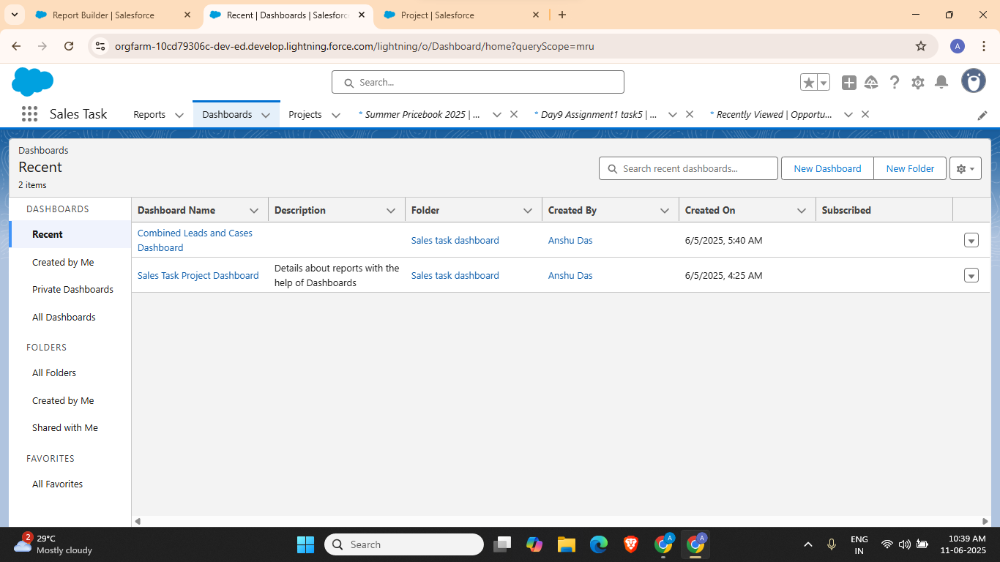 Report Builder | Salesforce
Recent | Dashboards | Salesforc
Project | Salesforce
orgfarm-10cd79306c-dev-ed.develop.lightning.force.com/lightning/o/Dashboard/home?queryScope=mru
A
Search...
Sales Task
Reports
Dashboards
Projects
* Summer Pricebook 2025 | ...
* Day9 Assignment1 task5 | ...
* Recently Viewed | Opportu...
Dashboards
Recent
2 items
Search recent dashboards...
New Dashboard
New Folder
DASHBOARDS
Recent
Created by Me
Private Dashboards
All Dashboards
FOLDERS
All Folders
Created by Me
Shared with Me
FAVORITES
All Favorites
Dashboard Name Description Folder Created By Created On Subscribed
Combined Leads and Cases
Dashboard
Sales task dashboard
Anshu Das
6/5/2025, 5:40 AM
Sales Task Project Dashboard
Details about reports with the
help of Dashboards
Sales task dashboard
Anshu Das
6/5/2025, 4:25 AM
2
29°C
Mostly cloudy
Search
A
A
ENG
IN
10:39 AM
11-06-2025